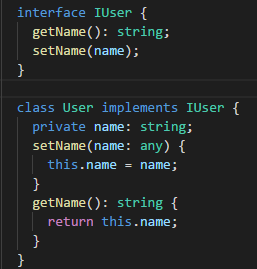 interface IUser {
  getName(): string;
  setName(name);
}

class User implements IUser {
  private name: string;
  setName(name: any) {
    this.name = name;
  }
  getName(): string {
    return this.name;
  }
}